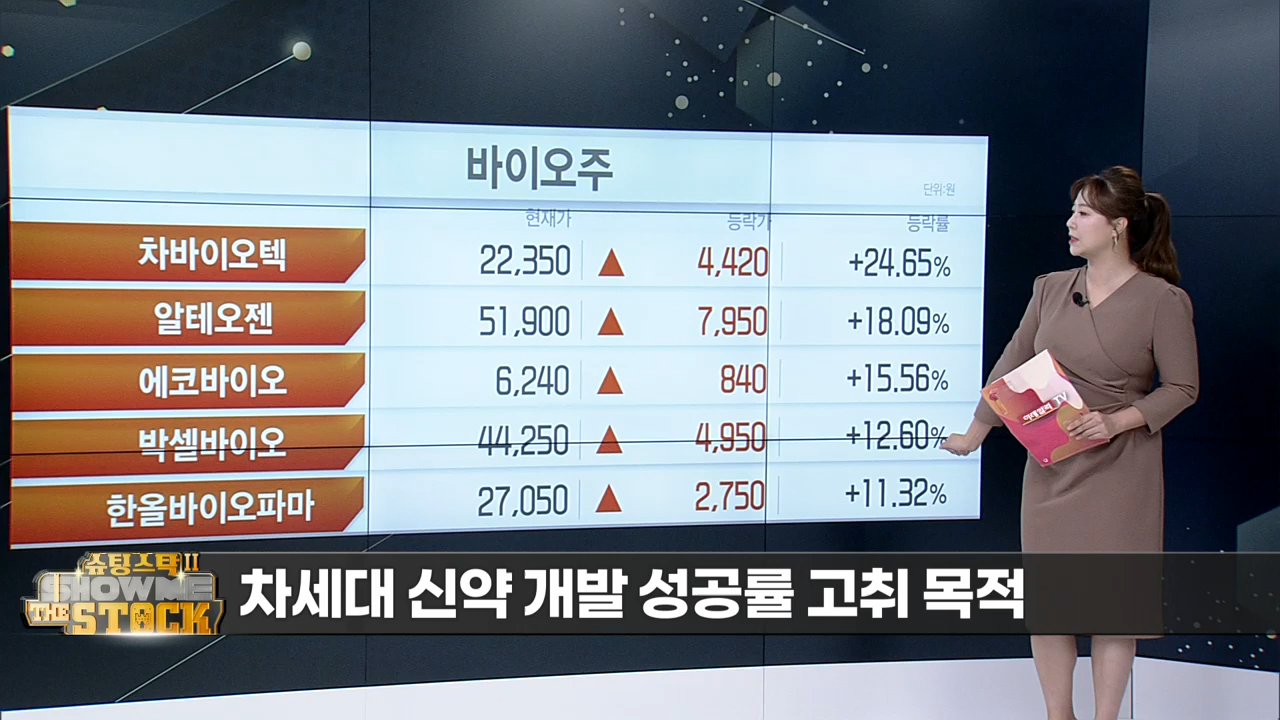 바이오주
단위:원
현재가 등락가 등락률
차바이오텍 22,350 ▲ 4,420 +24.65%
알테오젠 51,900 ▲ 7,950 +18.09%
에코바이오 6,240 ▲ 840 +15.56%
박셀바이오 44,250 ▲ 4,950 +12.60%
한올바이오파마 27,050 ▲ 2,750 +11.32%
이데일리 TV
슈팅스탁II
SHOW ME
THE STOCK
차세대 신약 개발 성공률 고취 목적